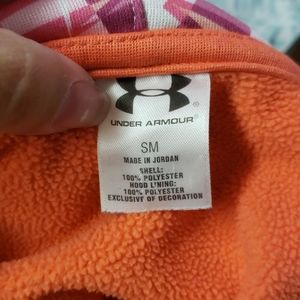 UNDER ARMOUR
SM
MADE IN JORDAN
SHELL:
100% POLYESTER
HOOD LINING:
100% POLYESTER
EXCLUSIVE OF DECORATION